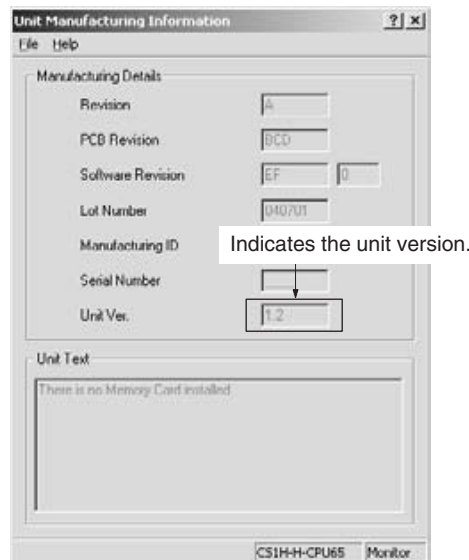 Unit Manufacturing Information
File Help
Manufacturing Details
Revision A
PCB Revision BCD
Software Revision EF 0
Lot Number 040701
Manufacturing ID
Indicates the unit version.
Serial Number
Unit Ver. 1.2
Unit Text
There is no Memory Card installed
CS1H-H-CPU65 Monitor